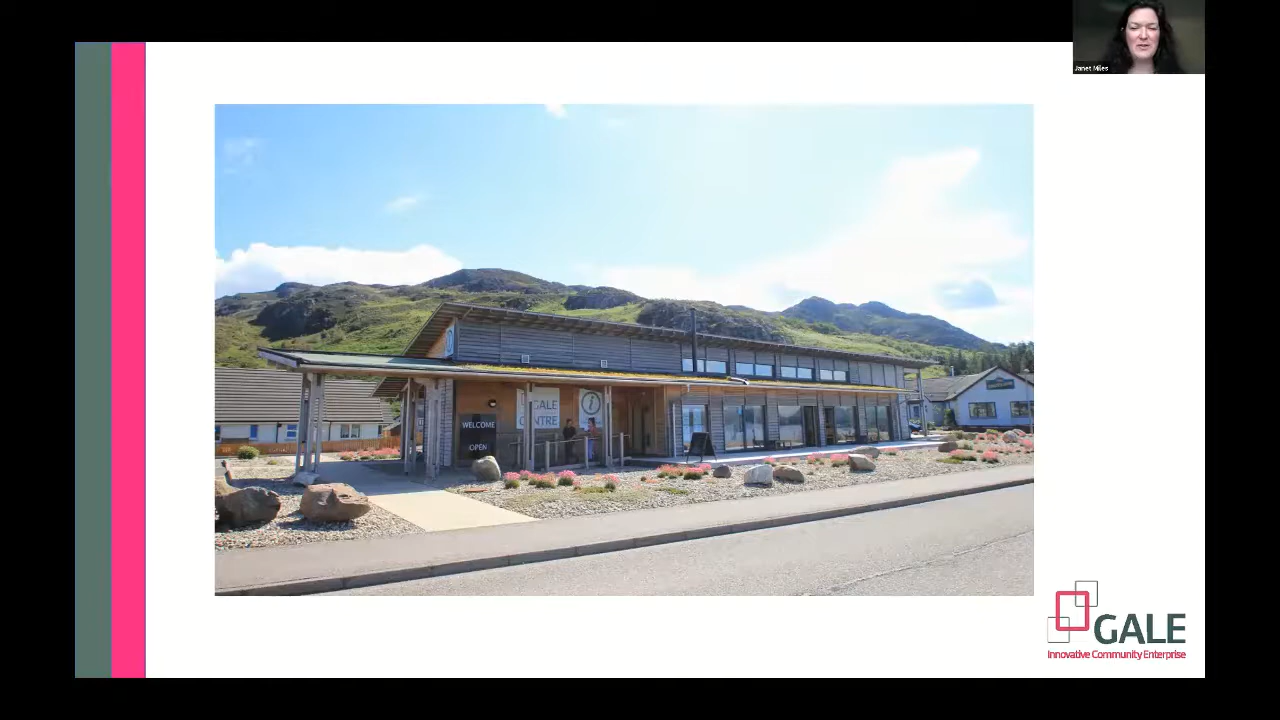 Janet Miles
GALE
CENTRE
i
WELCOME
OPEN
GALE
Innovative Community Enterprise